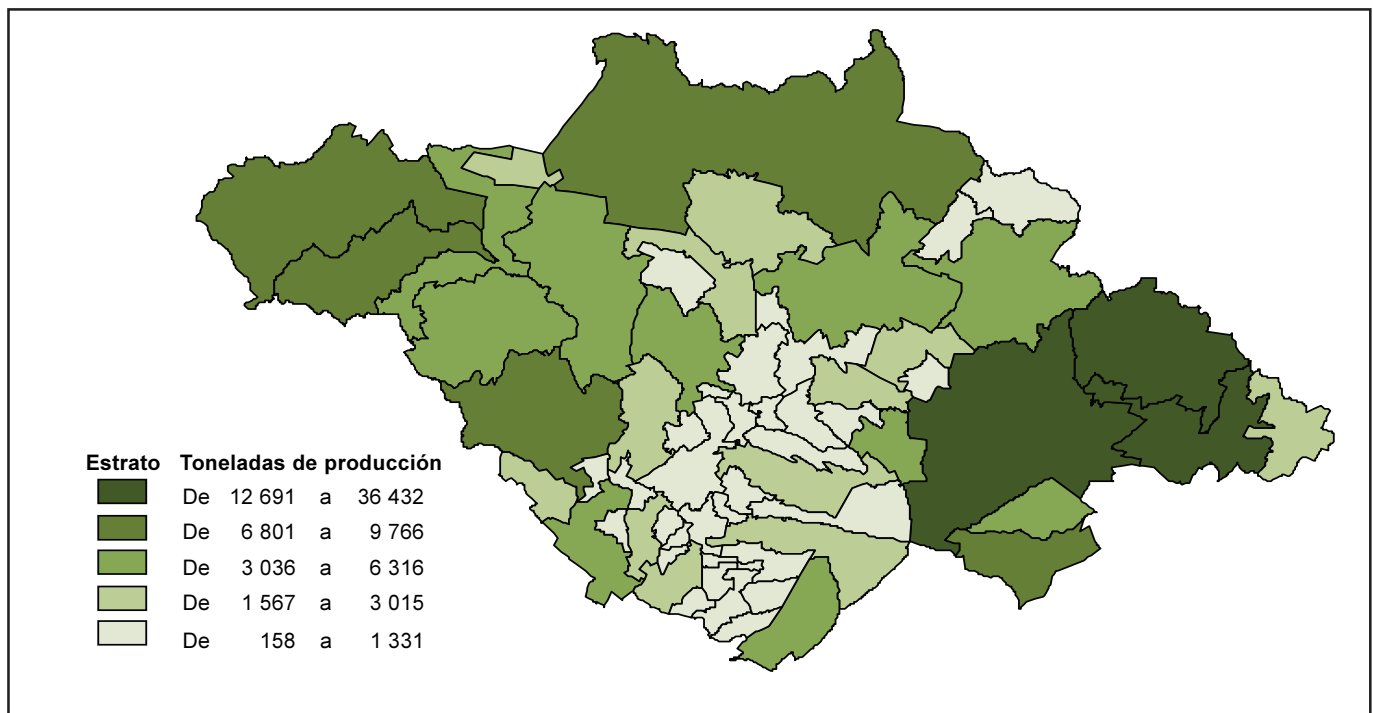 Estrato Toneladas de producción
De 12 691 a 36 432
De 6 801 a 9 766
De 3 036 a 6 316
De 1 567 a 3 015
De 158 a 1 331